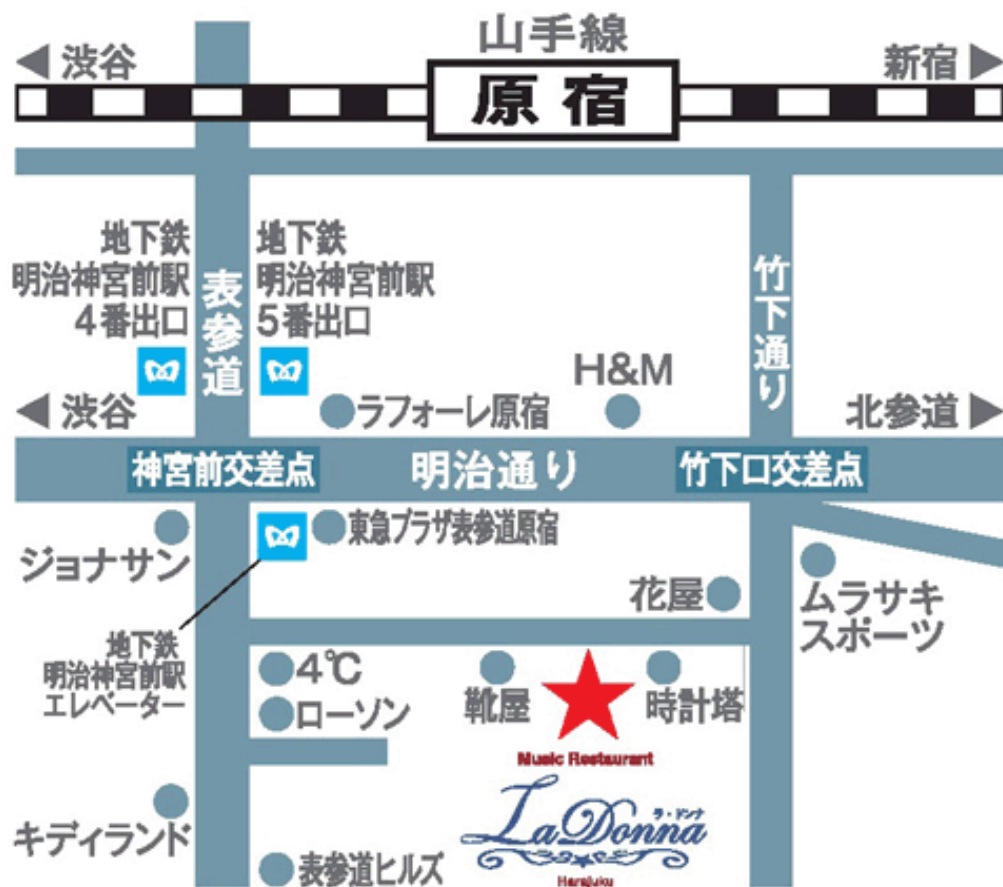 山手線
渋谷
新宿
原宿
地下鉄
明治神宮前駅
4番出口
表参道
地下鉄
明治神宮前駅
5番出口
竹下通り
H&M
渋谷
ラフォーレ原宿
北参道
神宮前交差点
明治通り
竹下口交差点
ジョナサン
東急プラザ表参道原宿
花屋
ムラサキ
スポーツ
地下鉄
明治神宮前駅
エレベーター
4℃
ローソン
靴屋
時計塔
Music Restaurant
ラ・ドンナ
La Donna
Harajuku
キディランド
表参道ヒルズ